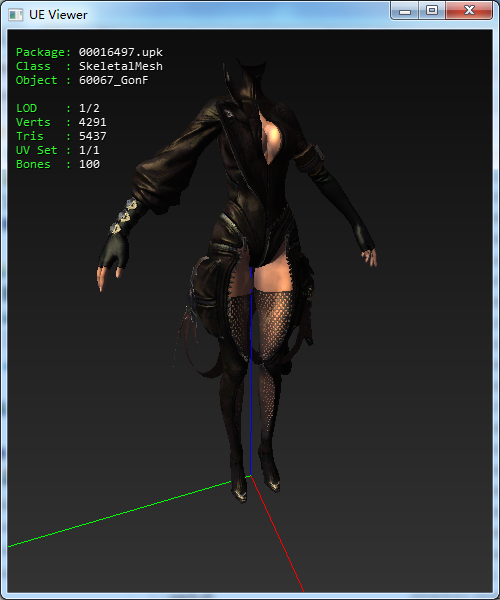 UE Viewer
Package: 00016497.upk
Class : SkeletalMesh
Object : 60067_GonF
LOD : 1/2
Verts : 4291
Tris : 5437
UV Set : 1/1
Bones : 100